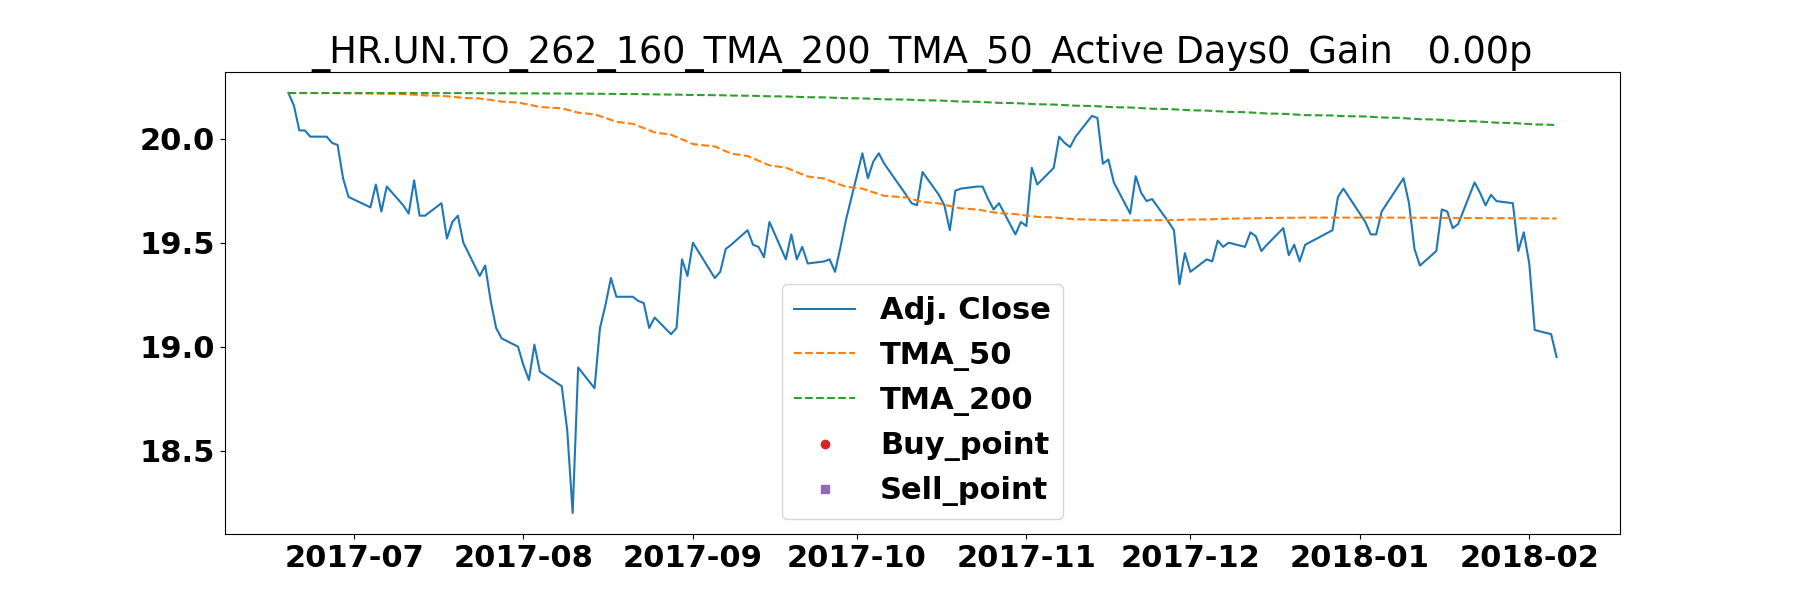 _HR.UN.TO_262_160_TMA_200_TMA_50_Active Days0_Gain   0.00p
20.0
19.5
19.0
18.5
Adj. Close
TMA_50
TMA_200
Buy_point
Sell_point
2017-07 2017-08 2017-09 2017-10 2017-11 2017-12 2018-01 2018-02